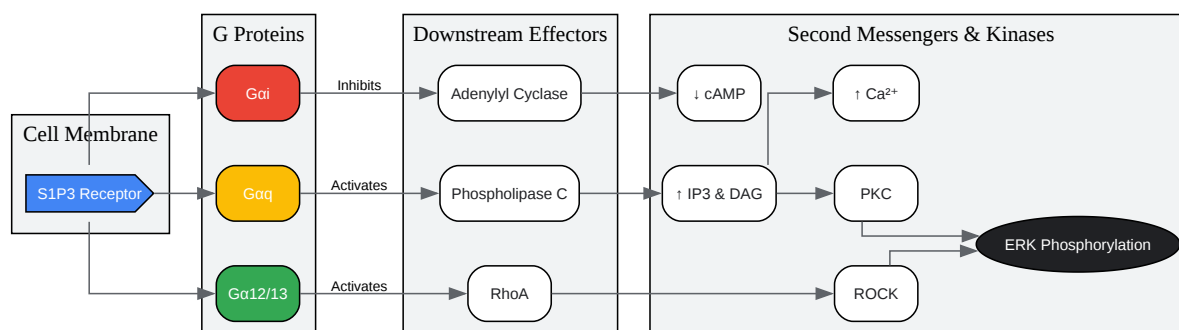 G Proteins
Downstream Effectors
Second Messengers & Kinases
Gαi
Inhibits
Adenylyl Cyclase
↓ cAMP
↑ Ca²⁺
Cell Membrane
S1P3 Receptor
Gαq
Activates
Phospholipase C
↑ IP3 & DAG
PKC
ERK Phosphorylation
Gα12/13
Activates
RhoA
ROCK